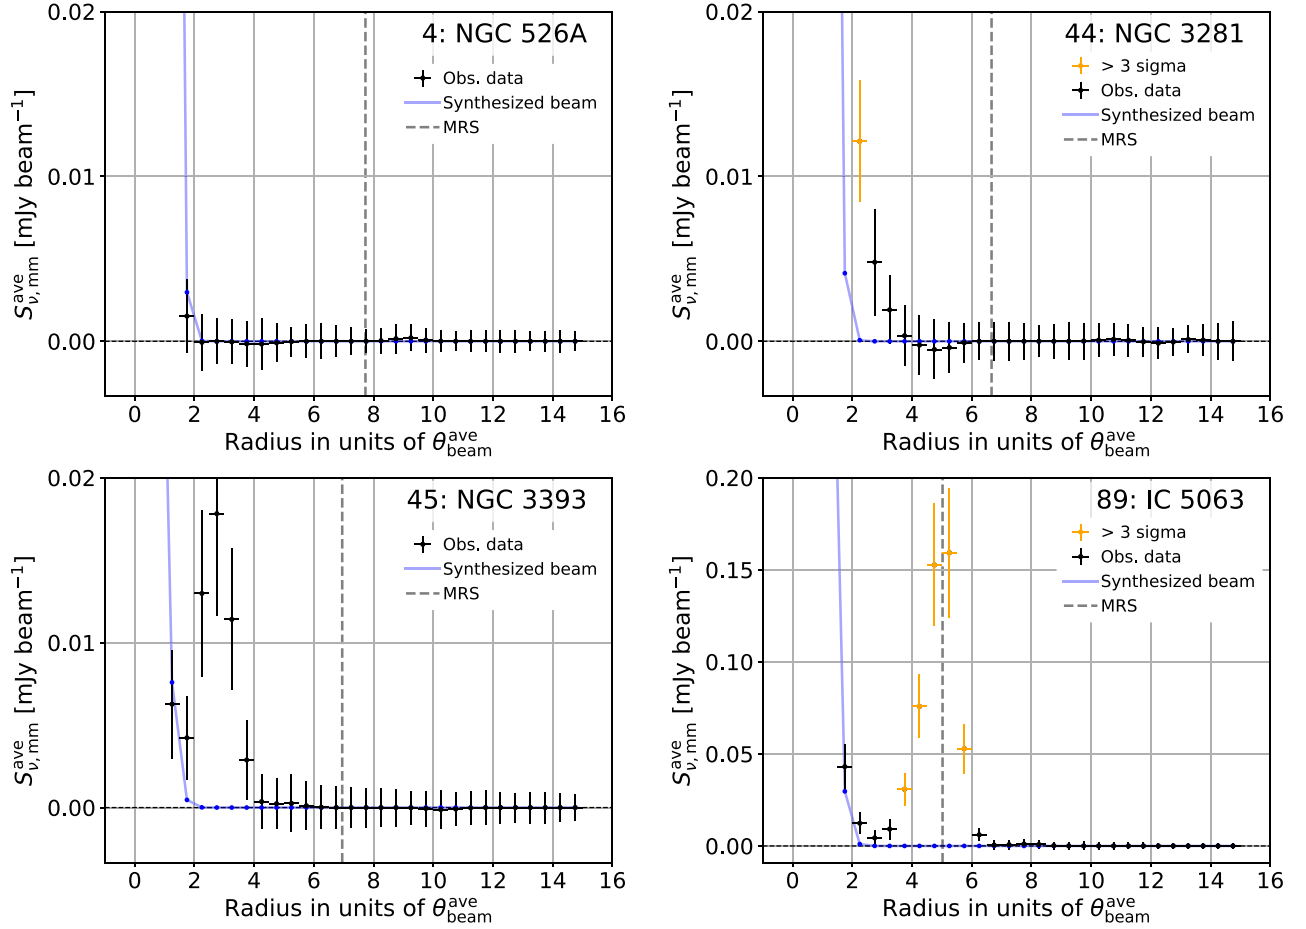 4: NGC 526A
Obs. data
Synthesized beam
MRS
0.02
0.01
0.00
S^ave_ν,mm [mJy beam⁻¹]
0 2 4 6 8 10 12 14 16
Radius in units of θ^ave_beam
44: NGC 3281
> 3 sigma
Obs. data
Synthesized beam
MRS
0.02
0.01
0.00
S^ave_ν,mm [mJy beam⁻¹]
0 2 4 6 8 10 12 14 16
Radius in units of θ^ave_beam
45: NGC 3393
Obs. data
Synthesized beam
MRS
0.02
0.01
0.00
S^ave_ν,mm [mJy beam⁻¹]
0 2 4 6 8 10 12 14 16
Radius in units of θ^ave_beam
89: IC 5063
> 3 sigma
Obs. data
Synthesized beam
MRS
0.20
0.15
0.10
0.05
0.00
S^ave_ν,mm [mJy beam⁻¹]
0 2 4 6 8 10 12 14 16
Radius in units of θ^ave_beam